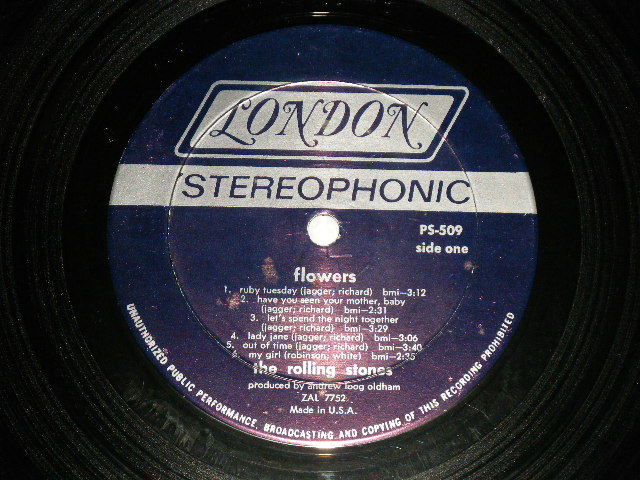 LONDON
STEREOPHONIC
PS-509
side one
flowers
1. ruby tuesday (jagger; richard) bmi—3:12
2. have you seen your mother, baby
(jagger; richard) bmi—2:31
3. let's spend the night together
(jagger; richard) bmi—3:29
4. lady jane (jagger; richard) bmi—3:06
5. out of time (jagger; richard) bmi—3:40
6. my girl (robinson; white) bmi—2:35
the rolling stones
produced by andrew loog oldham
ZAL 7752
Made in U.S.A.
UNAUTHORIZED PUBLIC PERFORMANCE, BROADCASTING AND COPYING OF THIS RECORDING PROHIBITED